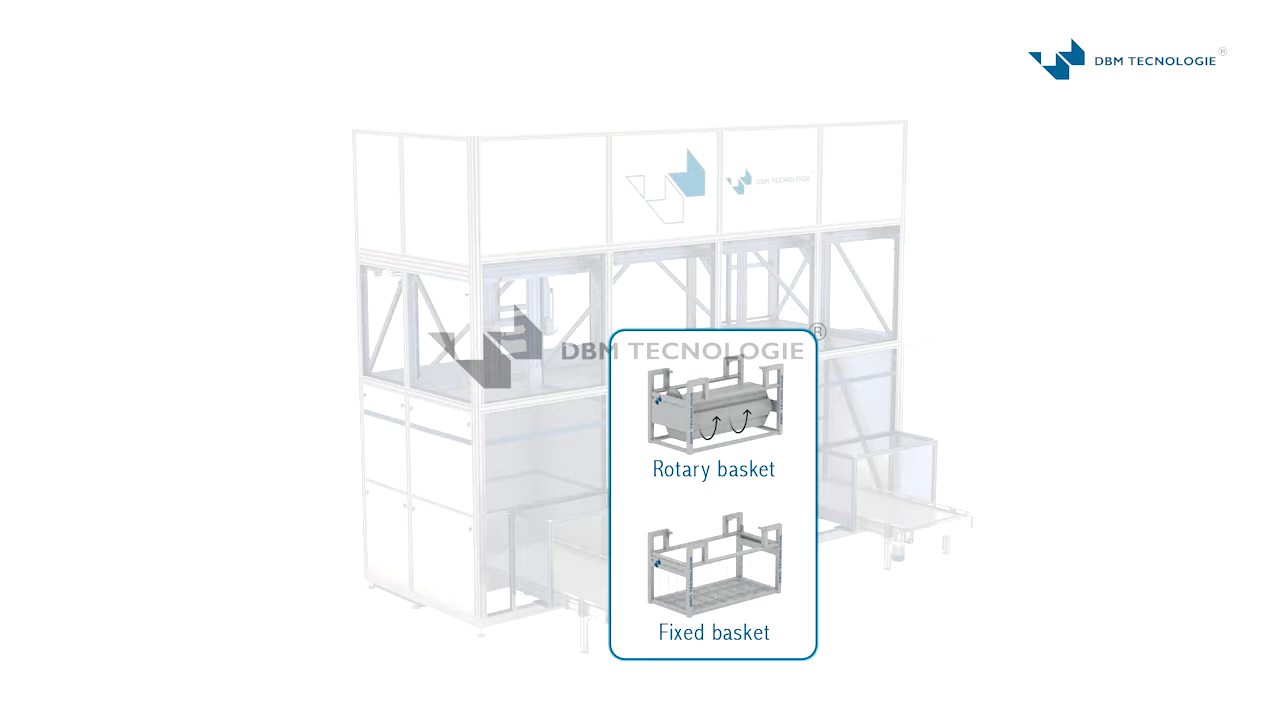 DBM TECNOLOGIE®
DBM TECNOLOGIE
DBM TECNOLOGIE®
Rotary basket
Fixed basket